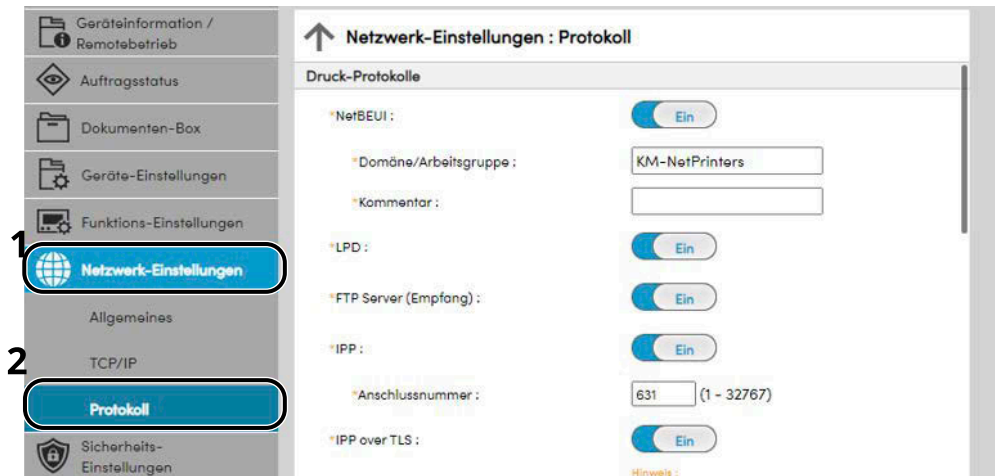 Geräteinformation /
Remotebetrieb
Auftragsstatus
Dokumenten-Box
Geräte-Einstellungen
Funktions-Einstellungen
1
Netzwerk-Einstellungen
Allgemeines
2
TCP/IP
Protokoll
Sicherheits-
Einstellungen
Netzwerk-Einstellungen : Protokoll
Druck-Protokolle
*NetBEUI : Ein
*Domäne/Arbeitsgruppe : KM-NetPrinters
*Kommentar :
*LPD : Ein
*FTP Server (Empfang) : Ein
*IPP : Ein
*Anschlussnummer : 631 (1 - 32767)
*IPP over TLS : Ein
Hinweis :